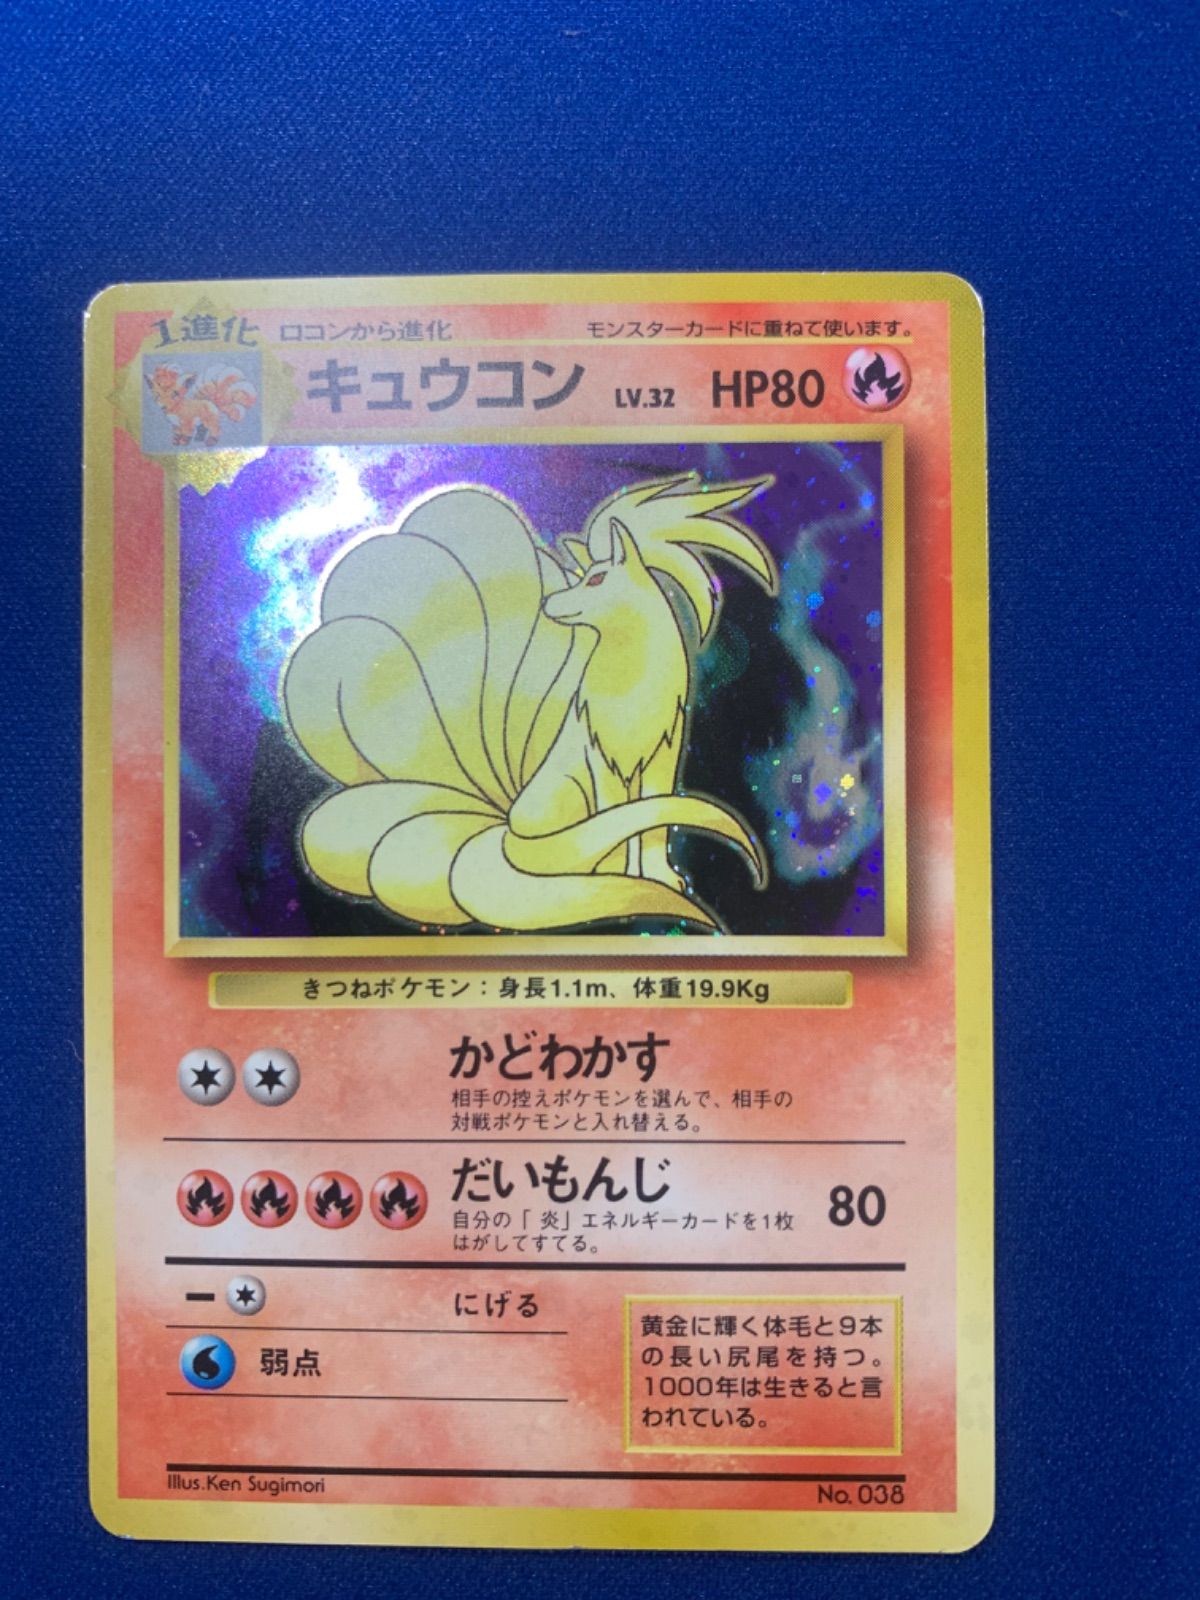 1進化 ロコンから進化 モンスターカードに重ねて使います。
キュウコン LV.32 HP80
きつねポケモン：身長1.1m、体重19.9Kg
かどわかす
相手の控えポケモンを選んで、相手の
対戦ポケモンと入れ替える。
だいもんじ 80
自分の「炎」エネルギーカードを1枚
はがしてすてる。
にげる
弱点
黄金に輝く体毛と9本
の長い尻尾を持つ。
1000年は生きると言
われている。
Illus.Ken Sugimori
No. 038